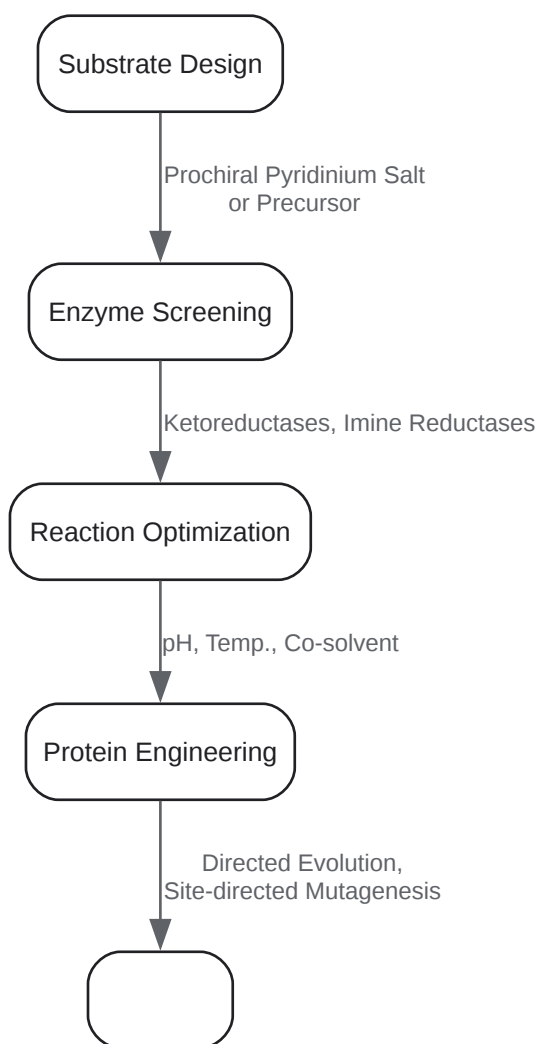 Substrate Design
Prochiral Pyridinium Salt
or Precursor
Enzyme Screening
Ketoreductases, Imine Reductases
Reaction Optimization
pH, Temp., Co-solvent
Protein Engineering
Directed Evolution,
Site-directed Mutagenesis